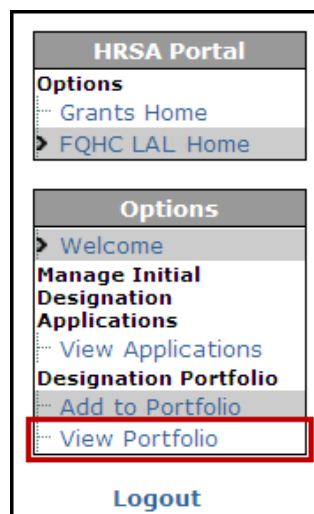 HRSA Portal
Options
Grants Home
FQHC LAL Home
Options
Welcome
Manage Initial
Designation
Applications
View Applications
Designation Portfolio
Add to Portfolio
View Portfolio
Logout